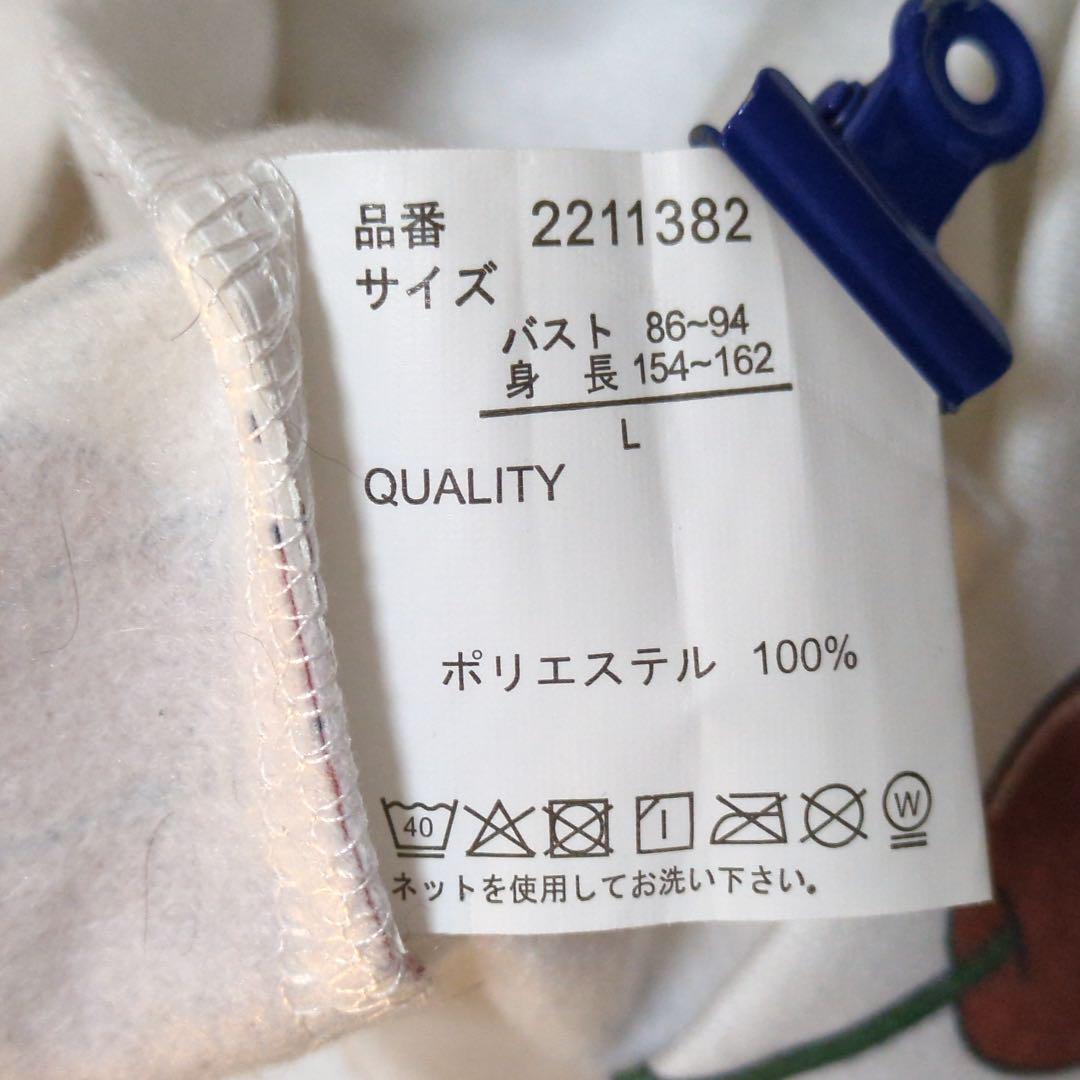 品番 2211382
サイズ
バスト 86~94
身 長 154~162
L
QUALITY
ポリエステル 100%
40 W
ネットを使用してお洗い下さい。